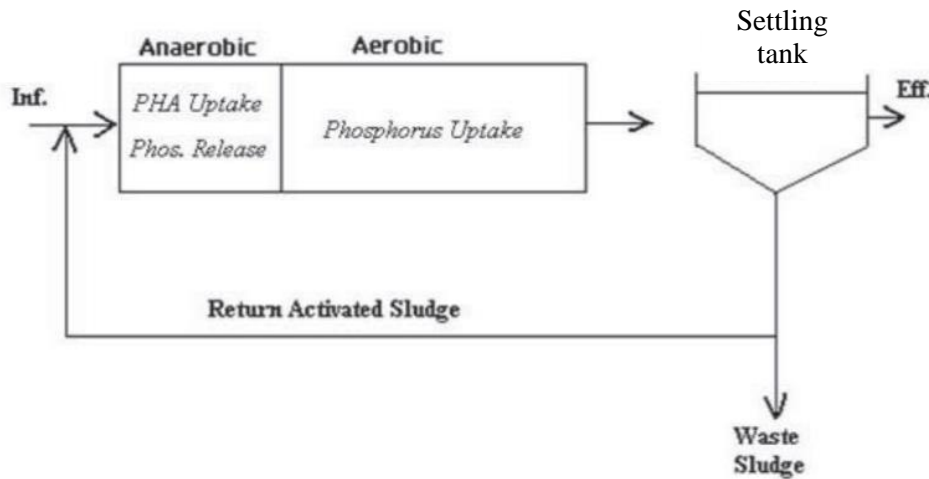 Settling
tank
Anaerobic
Aerobic
Inf.
PHA Uptake
Phos. Release
Phosphorus Uptake
Eff.
Return Activated Sludge
Waste
Sludge